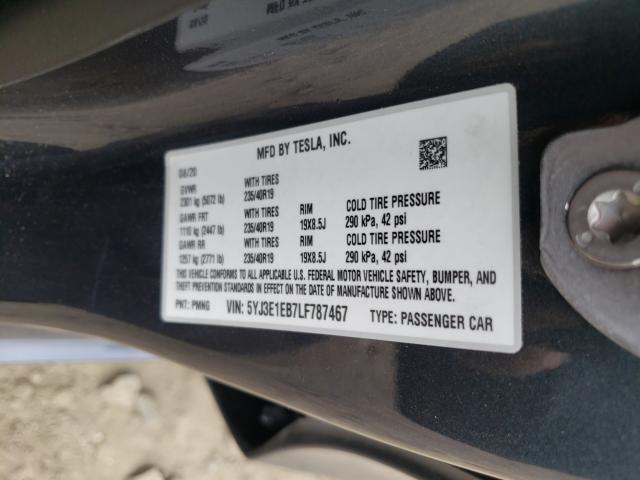 MFD BY TESLA, INC.
08/20
GVWR WITH TIRES
2301 kg (5072 lb) 235/40R19
GAWR FRT WITH TIRES RIM COLD TIRE PRESSURE
1110 kg (2447 lb) 235/40R19 19X8.5J 290 kPa, 42 psi
GAWR RR WITH TIRES RIM COLD TIRE PRESSURE
1257 kg (2771 lb) 235/40R19 19X8.5J 290 kPa, 42 psi
THIS VEHICLE CONFORMS TO ALL APPLICABLE U.S. FEDERAL MOTOR VEHICLE SAFETY, BUMPER, AND
THEFT PREVENTION STANDARDS IN EFFECT ON THE DATE OF MANUFACTURE SHOWN ABOVE.
PNT: PMNG VIN: 5YJ3E1EB7LF787467 TYPE: PASSENGER CAR